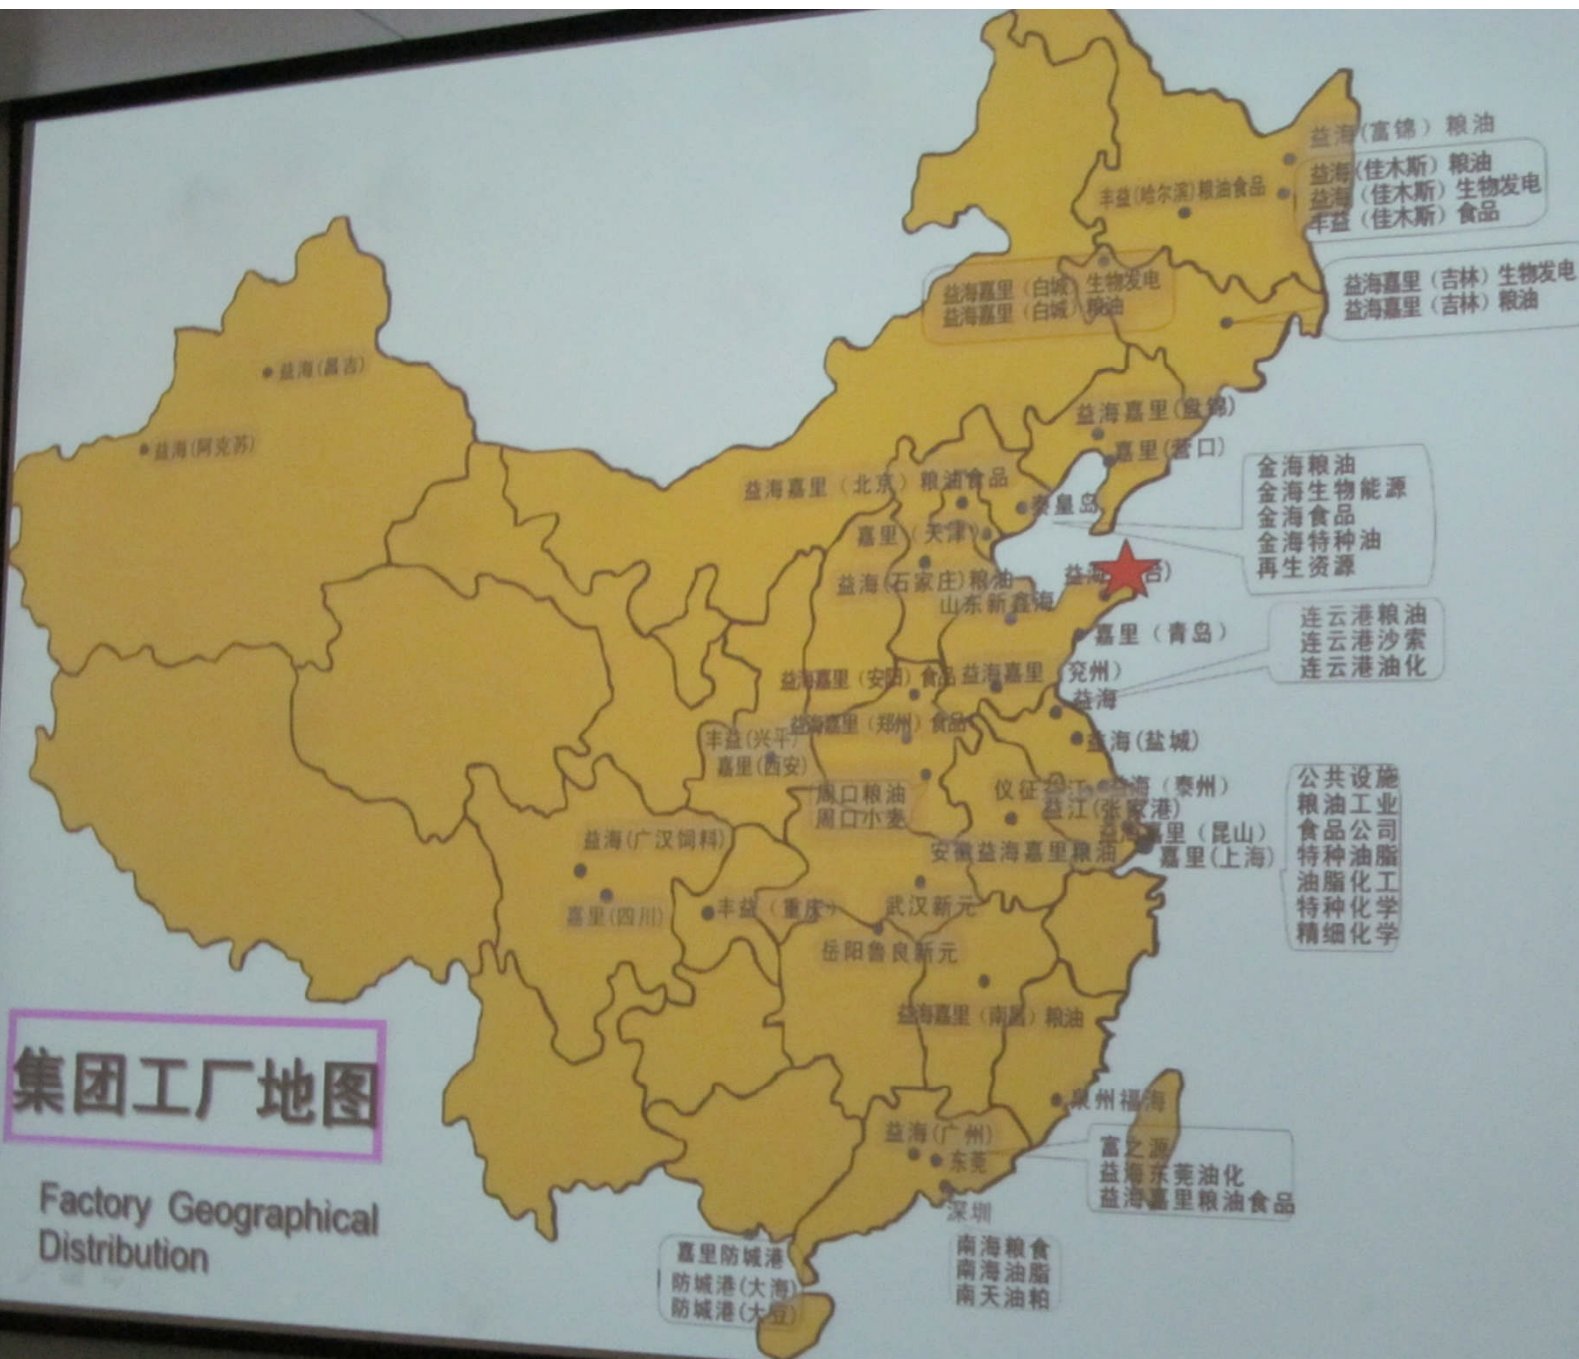 益海(富锦）粮油
益海(佳木斯）粮油
益海（佳木斯）生物发电
丰益（佳木斯）食品
丰益(哈尔滨)粮油食品
益海嘉里（白城）生物发电
益海嘉里（白城）粮油
益海嘉里（吉林）生物发电
益海嘉里（吉林）粮油
益海(昌吉)
益海(阿克苏)
益海嘉里(盘锦)
嘉里(营口)
益海嘉里（北京）粮油食品
秦皇岛
金海粮油
金海生物能源
金海食品
金海特种油
再生资源
嘉里（天津）
益海(石家庄)粮油
益海 台)
山东新鑫海
嘉里（青岛）
连云港粮油
连云港沙索
连云港油化
益海嘉里（安阳）食品
益海嘉里 兖州）
益海
益海嘉里（郑州）食品
益海(盐城)
丰益(兴平)
嘉里(西安)
周口粮油
周口小麦
仪征 江
益海（泰州）
益江(张家港)
益海嘉里（昆山）
嘉里(上海)
公共设施
粮油工业
食品公司
特种油脂
油脂化工
特种化学
精细化学
安徽益海嘉里粮油
益海(广汉饲料)
嘉里(四川)
丰益（重庆）
武汉新元
岳阳鲁良新元
益海嘉里（南昌）粮油
泉州福海
益海(广州)
东莞
富之源
益海东莞油化
益海嘉里粮油食品
深圳
南海粮食
南海油脂
南天油粕
嘉里防城港
防城港(大海)
防城港(大豆)
集团工厂地图
Factory Geographical
Distribution